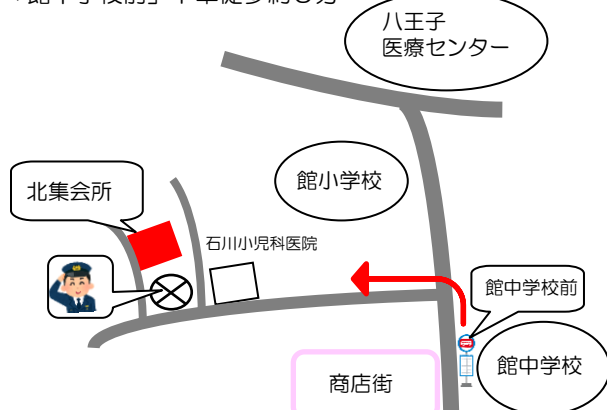 八王子
医療センター
館小学校
北集会所
石川小児科医院
館中学校前
館中学校
商店街